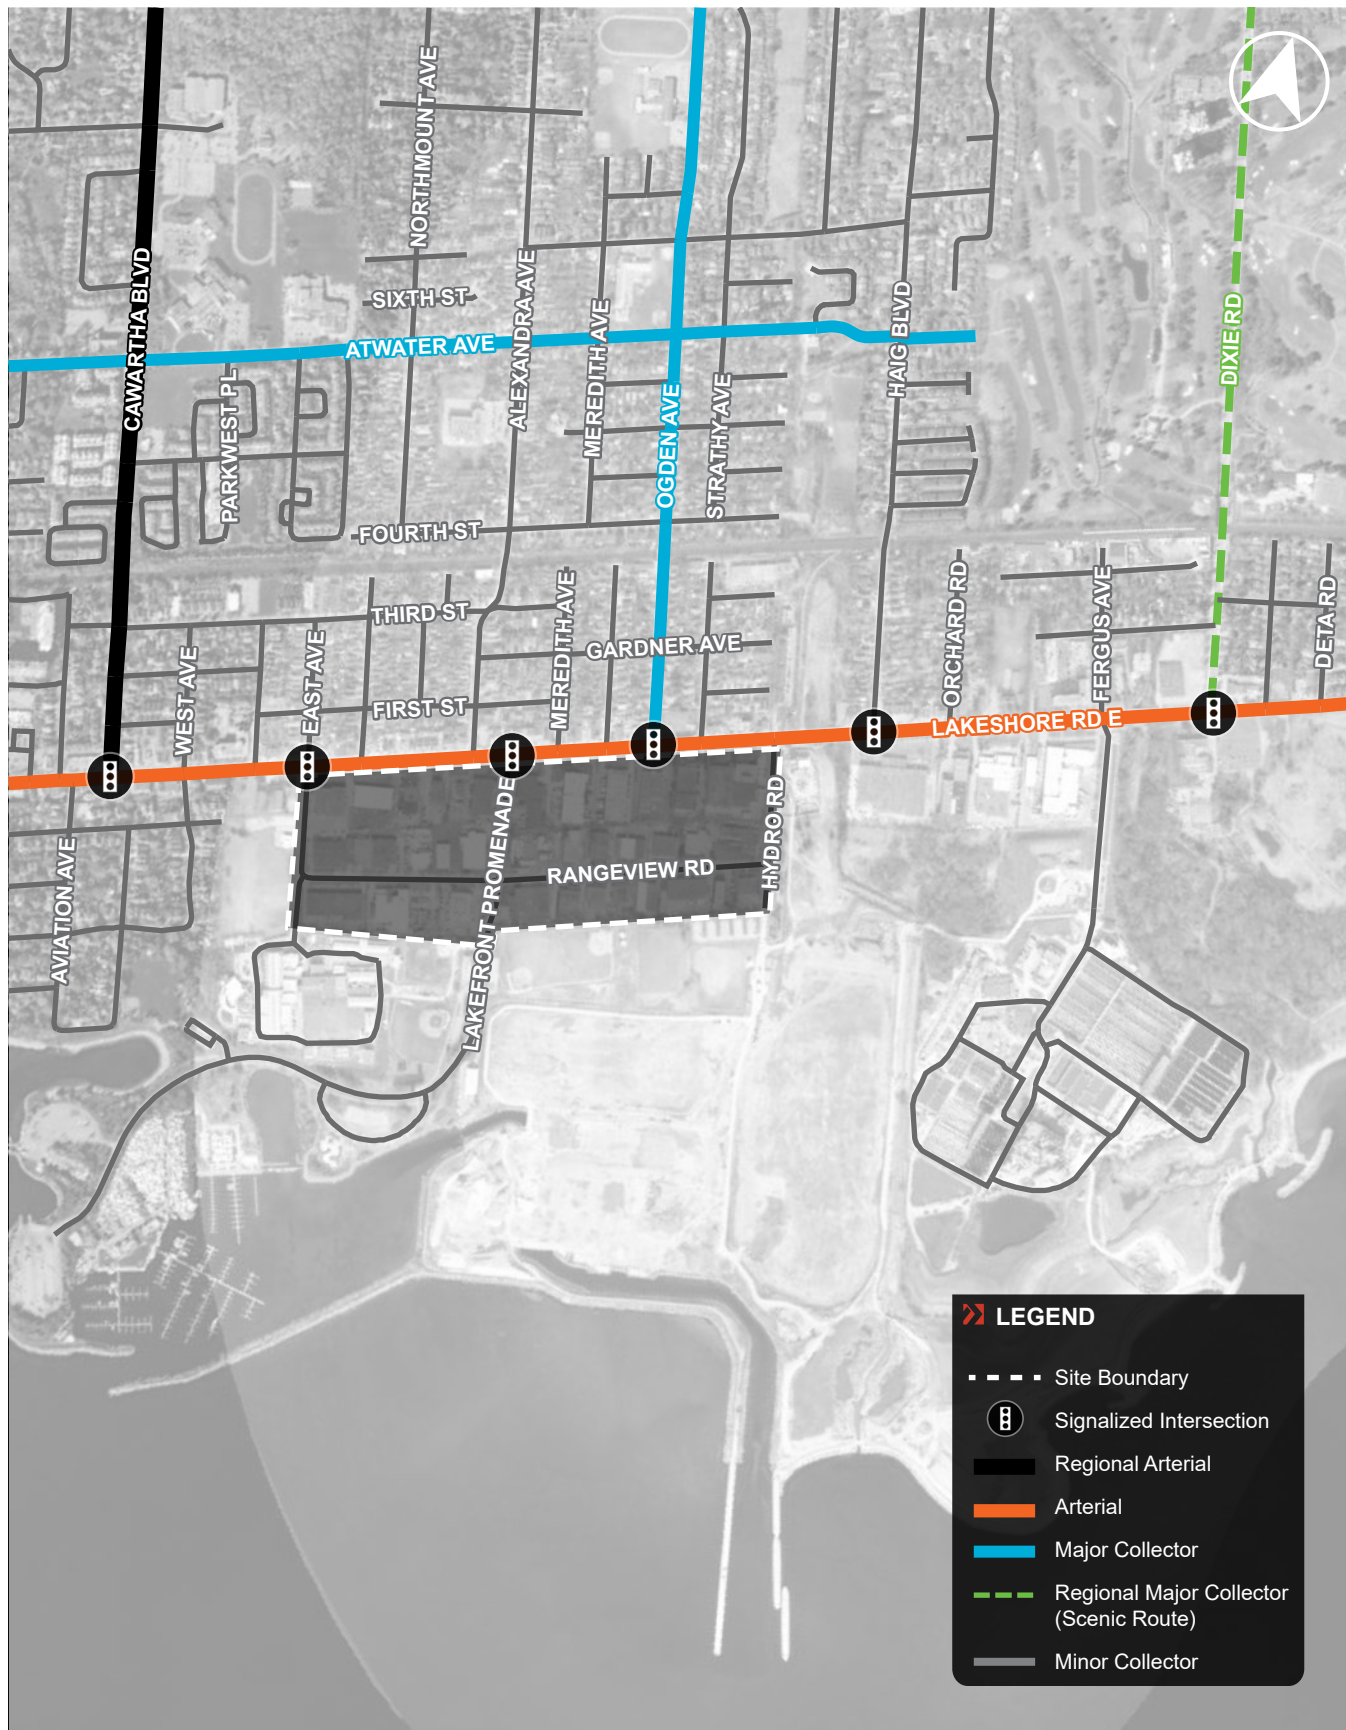 NORTHMOUNT AVE
CAWARTHA BLVD
SIXTH ST
ALEXANDRA AVE
MEREDITH AVE
HAIG BLVD
DIXIE RD
ATWATER AVE
PARKWEST PL
OGDEN AVE
STRATHY AVE
FOURTH ST
THIRD ST
MEREDITH AVE
GARDNER AVE
ORCHARD RD
FERGUS AVE
DETA RD
WEST AVE
EAST AVE
FIRST ST
LAKESHORE RD E
AVIATION AVE
LAKEFRONT PROMENADE
RANGEVIEW RD
HYDRO RD
LEGEND
Site Boundary
Signalized Intersection
Regional Arterial
Arterial
Major Collector
Regional Major Collector
(Scenic Route)
Minor Collector